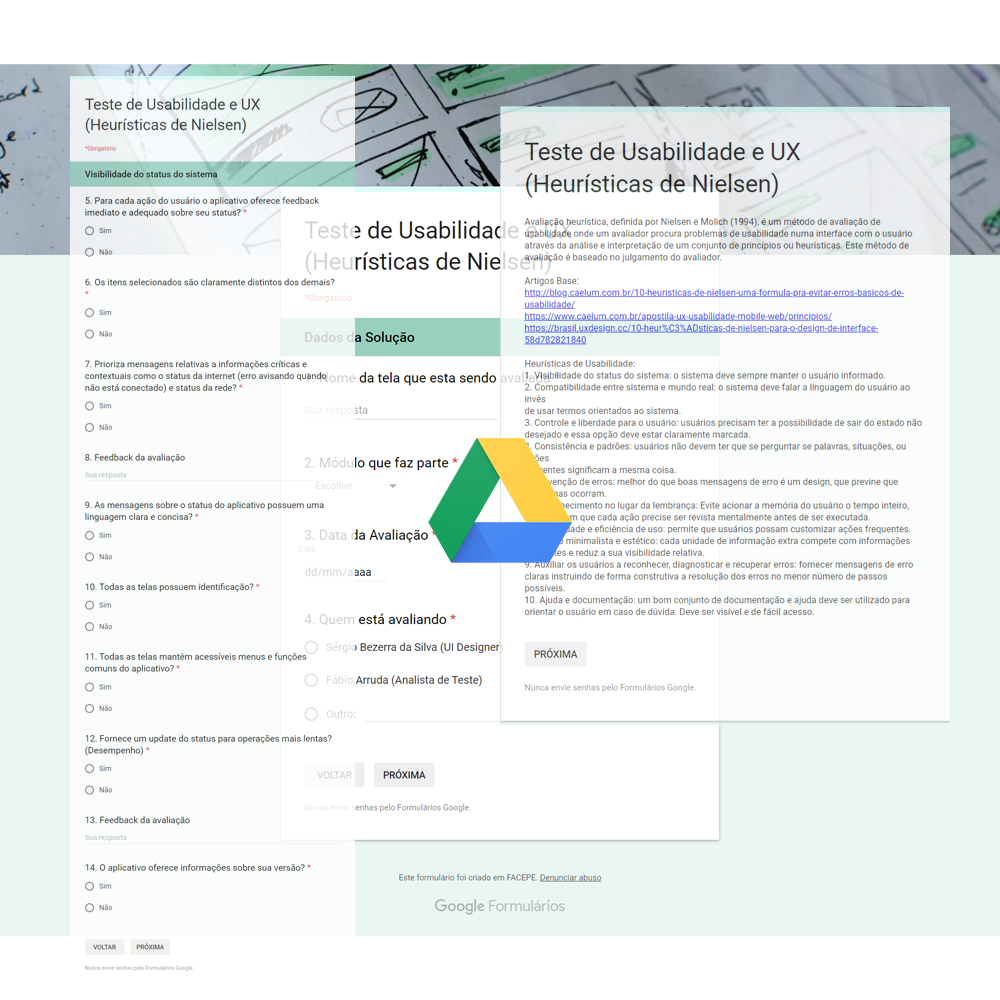 Teste de Usabilidade e UX
(Heurísticas de Nielsen)
*Obrigatório
Visibilidade do status do sistema
5. Para cada ação do usuário o aplicativo oferece feedback
imediato e adequado sobre seu status? *
Sim
Não
6. Os itens selecionados são claramente distintos dos demais?
*
Sim
Não
7. Prioriza mensagens relativas a informações críticas e
contextuais como o status da internet (erro avisando quando
não está conectado) e status da rede? *
Sim
Não
8. Feedback da avaliação
Sua resposta
9. As mensagens sobre o status do aplicativo possuem uma
linguagem clara e concisa? *
Sim
Não
10. Todas as telas possuem identificação? *
Sim
Não
11. Todas as telas mantém acessíveis menus e funções
comuns do aplicativo? *
Sim
Não
12. Fornece um update do status para operações mais lentas?
(Desempenho) *
Sim
Não
13. Feedback da avaliação
Sua resposta
14. O aplicativo oferece informações sobre sua versão? *
Sim
Não
VOLTAR
PRÓXIMA
Nunca envie senhas pelo Formulários Google.
Teste de Usabilidade e UX
(Heurísticas de Nielsen)
*Obrigatório
Dados da Solução
1. Nome da tela que esta sendo avaliada
Sua resposta
2. Módulo que faz parte *
Escolher
3. Data da Avaliação *
Data
dd/mm/aaaa
4. Quem está avaliando *
Sérgio Bezerra da Silva (UI Designer)
Fábio Arruda (Analista de Teste)
Outro:
VOLTAR
PRÓXIMA
Nunca envie senhas pelo Formulários Google.
Teste de Usabilidade e UX
(Heurísticas de Nielsen)
Avaliação heurística, definida por Nielsen e Molich (1994), é um método de avaliação de
usabilidade onde um avaliador procura problemas de usabilidade numa interface com o usuário
através da análise e interpretação de um conjunto de princípios ou heurísticas. Este método de
avaliação é baseado no julgamento do avaliador.
Artigos Base:
http://blog.caelum.com.br/10-heuristicas-de-nielsen-uma-formula-pra-evitar-erros-basicos-de-
usabilidade/
https://www.caelum.com.br/apostila-ux-usabilidade-mobile-web/principios/
https://brasil.uxdesign.cc/10-heur%C3%ADsticas-de-nielsen-para-o-design-de-interface-
58d782821840
Heurísticas de Usabilidade:
1. Visibilidade do status do sistema: o sistema deve sempre manter o usuário informado.
2. Compatibilidade entre sistema e mundo real: o sistema deve falar a linguagem do usuário ao
invés
de usar termos orientados ao sistema.
3. Controle e liberdade para o usuário: usuários precisam ter a possibilidade de sair do estado não
desejado e essa opção deve estar claramente marcada.
Consistência e padrões: usuários não devem ter que se perguntar se palavras, situações, ou
ões
entes significam a mesma coisa.
venção de erros: melhor do que boas mensagens de erro é um design, que previne que
mas ocorram.
hecimento no lugar da lembrança: Evite acionar a memória do usuário o tempo inteiro,
m que cada ação precise ser revista mentalmente antes de ser executada.
dade e eficiência de uso: permite que usuários possam customizar ações frequentes.
minimalista e estético: cada unidade de informação extra compete com informações
tes e reduz a sua visibilidade relativa.
9. Auxiliar os usuários a reconhecer, diagnosticar e recuperar erros: fornecer mensagens de erro
claras instruindo de forma construtiva a resolução dos erros no menor número de passos
possíveis.
10. Ajuda e documentação: um bom conjunto de documentação e ajuda deve ser utilizado para
orientar o usuário em caso de dúvida. Deve ser visível e de fácil acesso.
PRÓXIMA
Nunca envie senhas pelo Formulários Google.
Este formulário foi criado em FACEPE. Denunciar abuso
Google Formulários